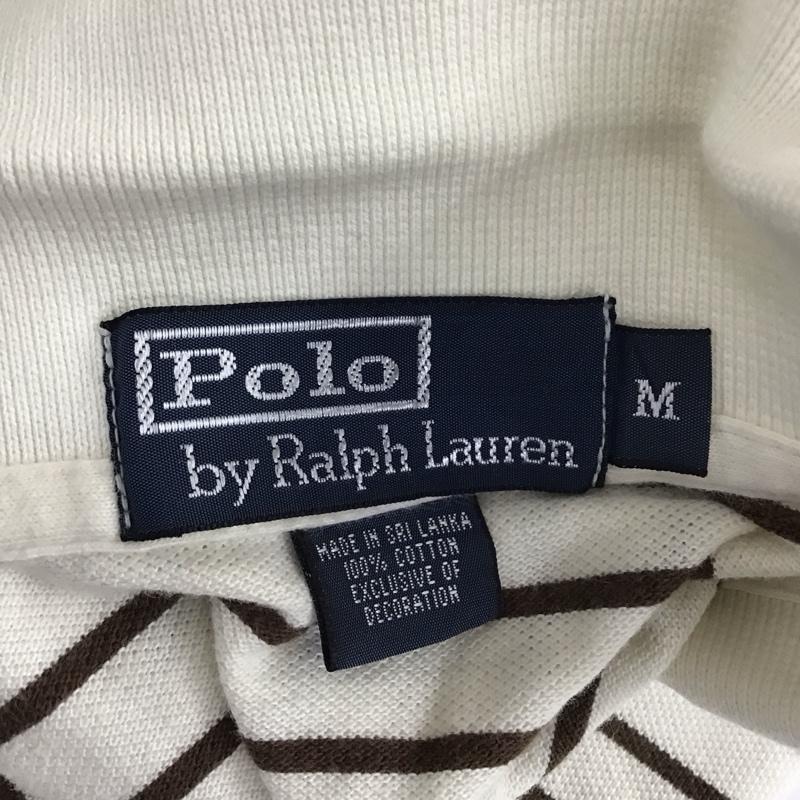 Polo
by Ralph Lauren
M
MADE IN SRI LANKA
100% COTTON
EXCLUSIVE OF
DECORATION